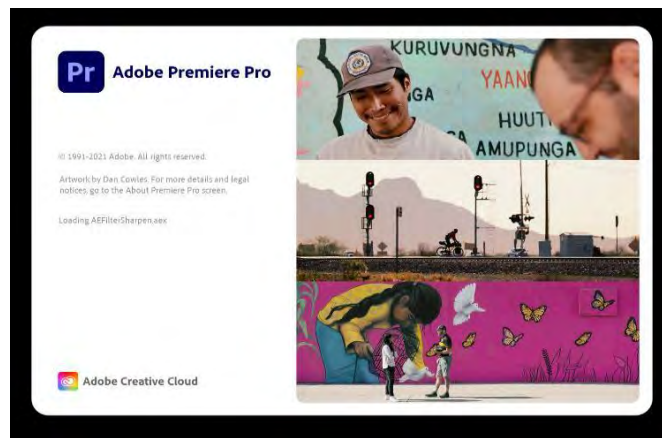 Pr Adobe Premiere Pro
© 1991-2021 Adobe. All rights reserved.
Artwork by Dan Cowles. For more details and legal
notices, go to the About Premiere Pro screen.
Loading AEFilterSharpen.aex
Adobe Creative Cloud
KURUVUNGNA
YAAN
GA
HUUT
GA
AMUPUNGA